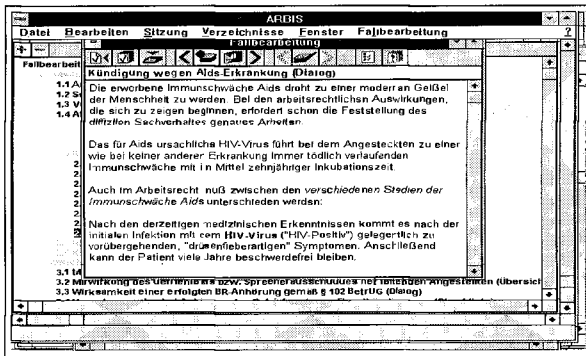 ARBIS
Datei Bearbeiten Sitzung Verzeichnisse Fenster Fallbearbeitung ?
Fallbearbeitung
Fallbearbeit
Kündigung wegen Aids-Erkrankung (Dialog)
Die erworbene Immunschwäche Aids droht zu einer modernen Geißel
der Menschheit zu werden. Bei den arbeitsrechtlichen Auswirkungen,
die sich zu zeigen beginnen, erfordert schon die Feststellung des
diffizilen Sachverhaltes genaues Arbeiten.
Das für Aids ursächliche HIV-Virus führt bei dem Angesteckten zu einer
wie bei keiner anderen Erkrankung immer tödlich verlaufenden
Immunschwäche mit im Mittel zehnjähriger Inkubationszeit.
Auch im Arbeitsrecht muß zwischen den verschiedenen Stadien der
Immunschwäche Aids unterschieden werden:
Nach den derzeitigen medizinischen Erkenntnissen kommt es nach der
initialen Infektion mit dem HIV-Virus ("HIV-Positiv") gelegentlich zu
vorübergehenden, "drüsenfieberartigen" Symptomen. Anschließend
kann der Patient viele Jahre beschwerdefrei bleiben.
1.1
1.2
1.3
1.4
3.1
3.2 Mitwirkung des Betriebsrats bzw. Sprecherausschusses bei leitenden Angestellten (Übersicht
3.3 Wirksamkeit einer erfolgten BR-Anhörung gemäß § 102 BetrVG (Dialog)